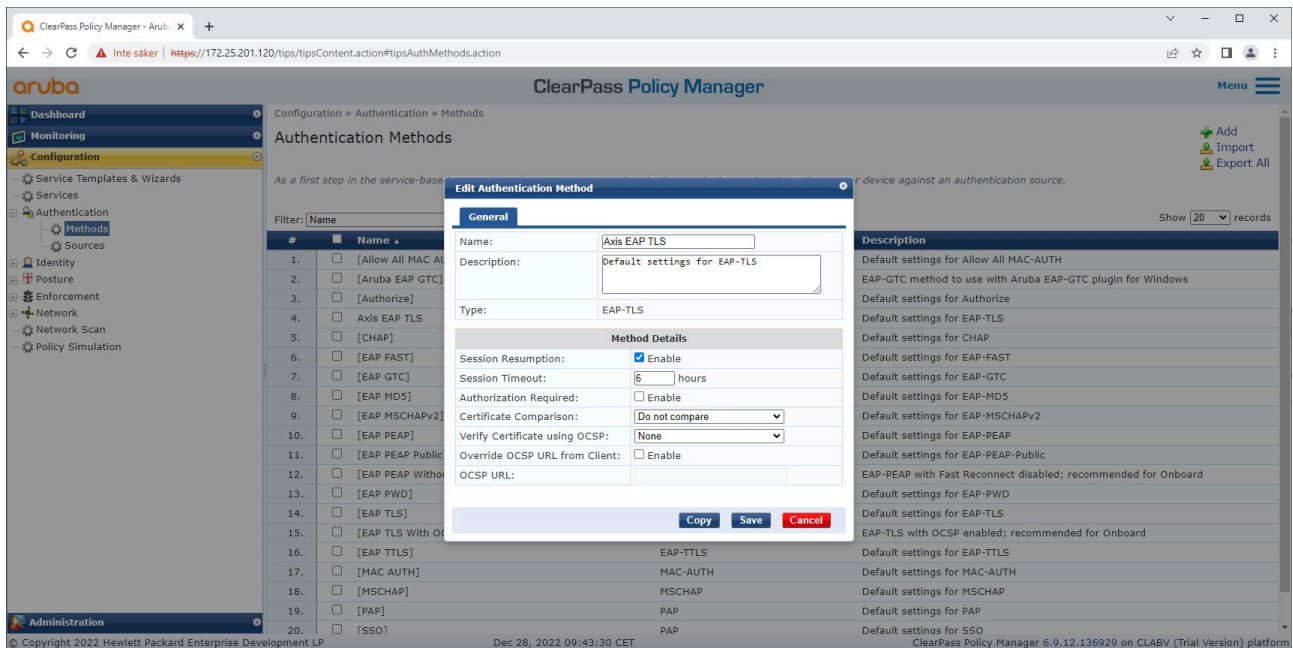 ClearPass Policy Manager - Arub
Inte säker | https://172.25.201.120/tips/tipsContent.action#tipsAuthMethods.action
aruba
ClearPass Policy Manager
Menu
Dashboard
Monitoring
Configuration
Service Templates & Wizards
Services
Authentication
Methods
Sources
Identity
Posture
Enforcement
Network
Network Scan
Policy Simulation
Administration
Configuration » Authentication » Methods
Authentication Methods
Add
Import
Export All
As a first step in the service-base
r device against an authentication source.
Filter: Name
Show 20 records
# Name Description
1. [Allow All MAC AU Default settings for Allow All MAC-AUTH
2. [Aruba EAP GTC] EAP-GTC method to use with Aruba EAP-GTC plugin for Windows
3. [Authorize] Default settings for Authorize
4. Axis EAP TLS Default settings for EAP-TLS
5. [CHAP] Default settings for CHAP
6. [EAP FAST] Default settings for EAP-FAST
7. [EAP GTC] Default settings for EAP-GTC
8. [EAP MD5] Default settings for EAP-MD5
9. [EAP MSCHAPv2] Default settings for EAP-MSCHAPv2
10. [EAP PEAP] Default settings for EAP-PEAP
11. [EAP PEAP Public Default settings for EAP-PEAP-Public
12. [EAP PEAP Witho EAP-PEAP with Fast Reconnect disabled; recommended for Onboard
13. [EAP PWD] Default settings for EAP-PWD
14. [EAP TLS] Default settings for EAP-TLS
15. [EAP TLS With OC EAP-TLS with OCSP enabled; recommended for Onboard
16. [EAP TTLS] EAP-TTLS Default settings for EAP-TTLS
17. [MAC AUTH] MAC-AUTH Default settings for MAC-AUTH
18. [MSCHAP] MSCHAP Default settings for MSCHAP
19. [PAP] PAP Default settings for PAP
20. [SSO] PAP Default settings for SSO
Edit Authentication Method
General
Name: Axis EAP TLS
Description: Default settings for EAP-TLS
Type: EAP-TLS
Method Details
Session Resumption: Enable
Session Timeout: 6 hours
Authorization Required: Enable
Certificate Comparison: Do not compare
Verify Certificate using OCSP: None
Override OCSP URL from Client: Enable
OCSP URL:
Copy Save Cancel
© Copyright 2022 Hewlett Packard Enterprise Development LP
Dec 28, 2022 09:43:30 CET
ClearPass Policy Manager 6.9.12.136929 on CLABV (Trial Version) platform